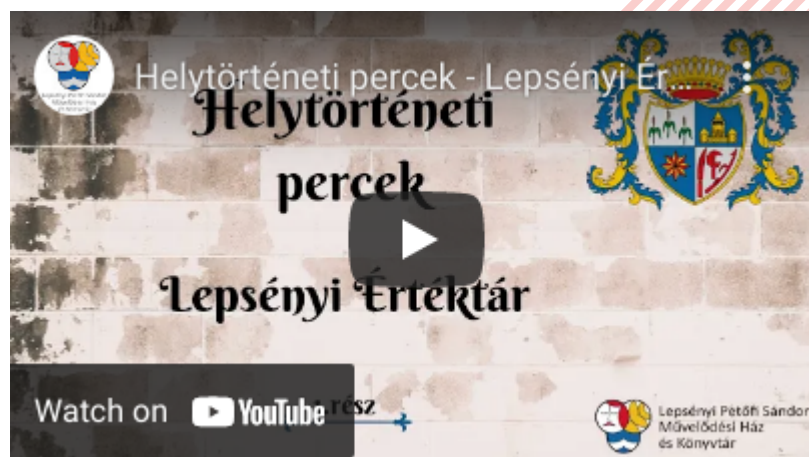 Helytörténeti percek - Lepsényi Ér...
Helytörténeti
percek
Lepsényi Értéktár
rész
Watch on YouTube
Lepsényi Petőfi Sándor
Művelődési Ház
és Könyvtár